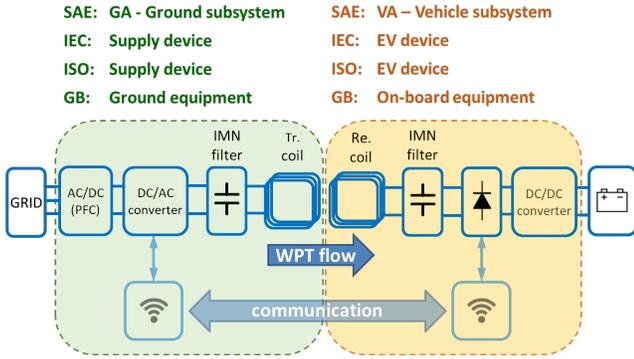 SAE: GA - Ground subsystem
IEC: Supply device
ISO: Supply device
GB: Ground equipment
SAE: VA – Vehicle subsystem
IEC: EV device
ISO: EV device
GB: On-board equipment
IMN
filter
Tr.
coil
Re.
coil
IMN
filter
GRID
AC/DC
(PFC)
DC/AC
converter
DC/DC
converter
WPT flow
communication